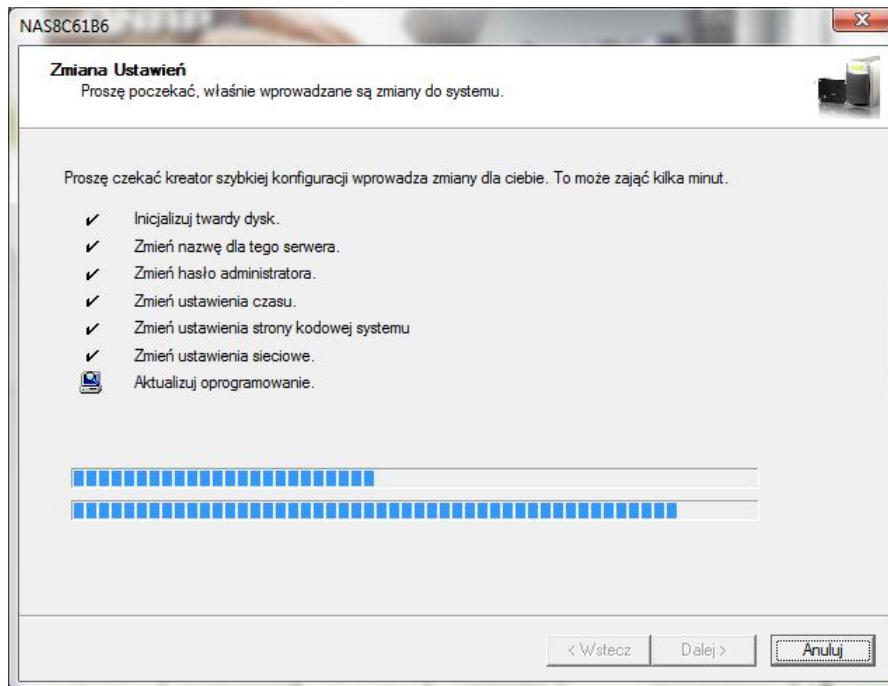 NAS8C61B6
Zmiana Ustawień
Proszę poczekać, właśnie wprowadzane są zmiany do systemu.
Proszę czekać kreator szybkiej konfiguracji wprowadza zmiany dla ciebie. To może zająć kilka minut.
Inicjalizuj twardy dysk.
Zmień nazwę dla tego serwera.
Zmień hasło administratora.
Zmień ustawienia czasu.
Zmień ustawienia strony kodowej systemu
Zmień ustawienia sieciowe.
Aktualizuj oprogramowanie.
< Wstecz Dalej > Anuluj